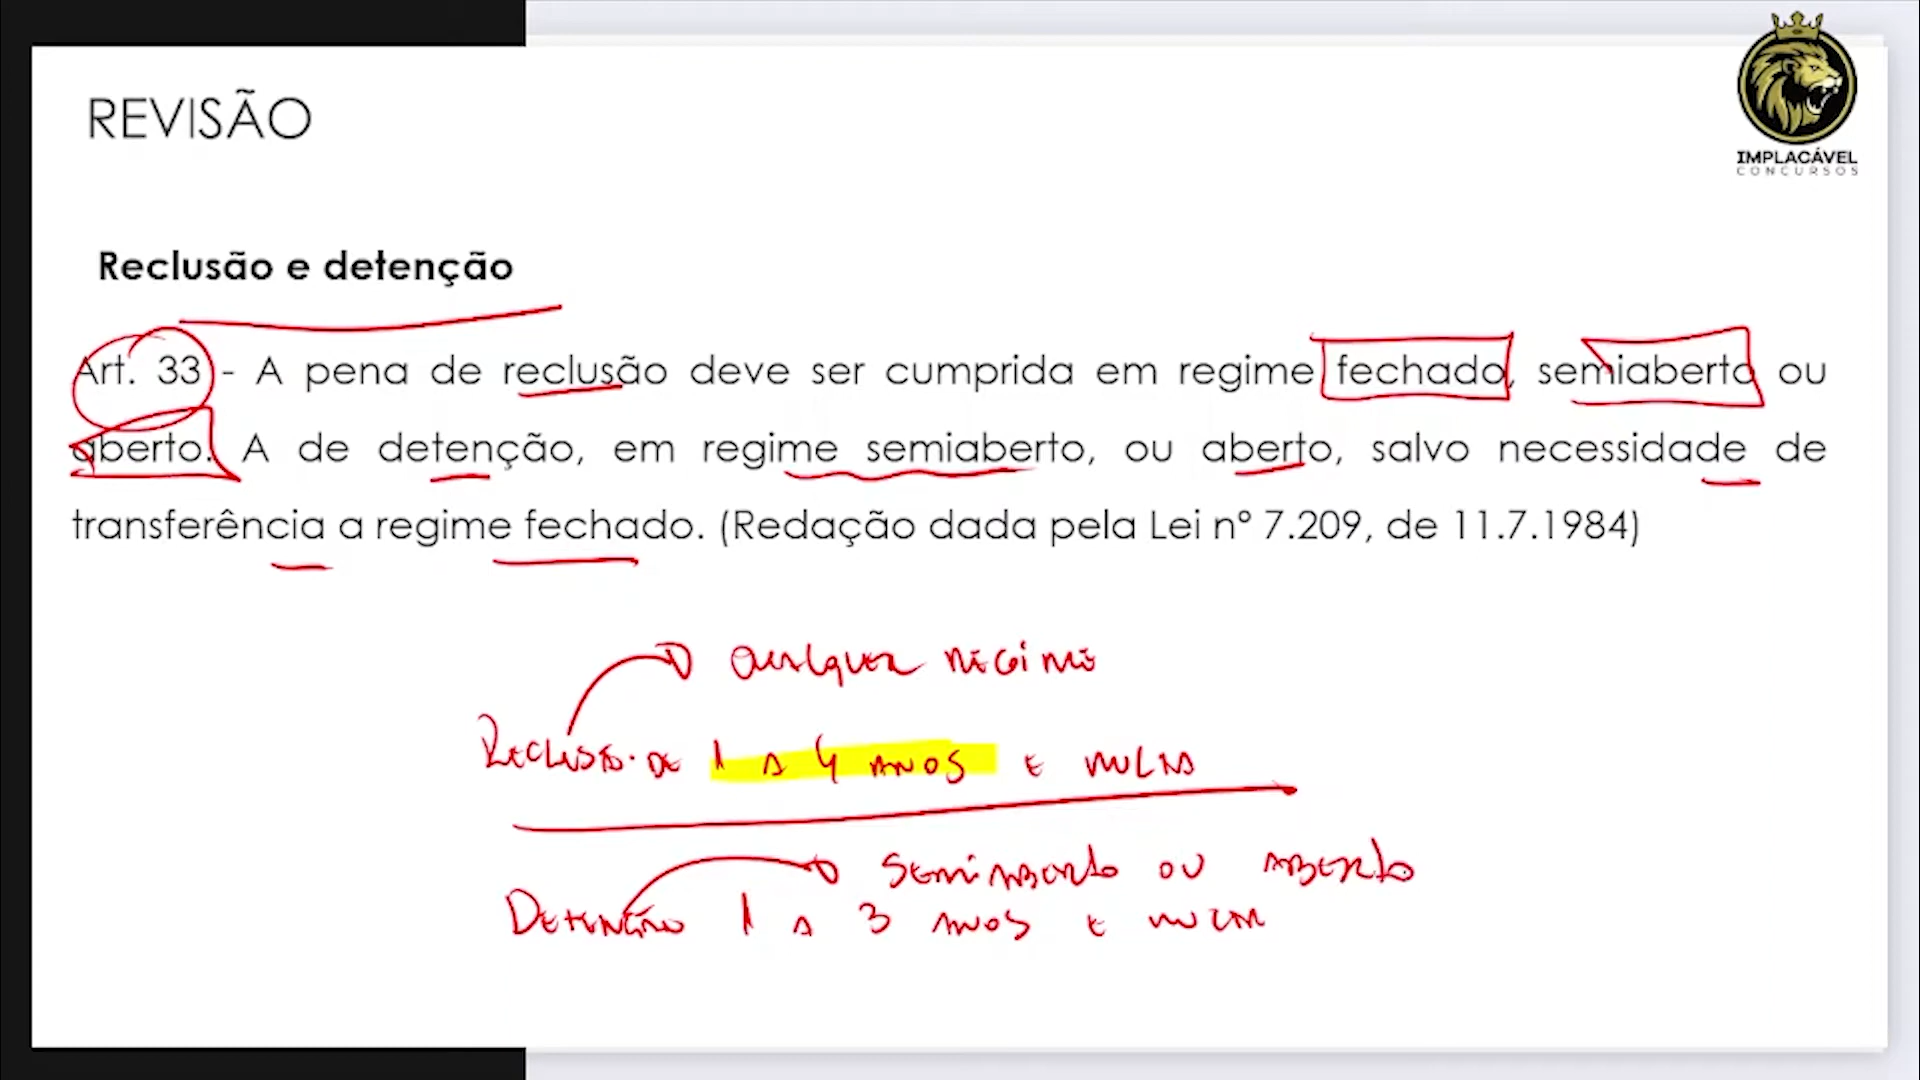 REVISÃO
IMPLACÁVEL
CONCURSOS
Reclusão e detenção
Art. 33 - A pena de reclusão deve ser cumprida em regime fechado, semiaberto ou
aberto. A de detenção, em regime semiaberto, ou aberto, salvo necessidade de
transferência a regime fechado. (Redação dada pela Lei nº 7.209, de 11.7.1984)
QUALQUER REGIME
RECLUSÃO DE 1 A 4 ANOS E MULTA
SEMIABERTO OU ABERTO
DETENÇÃO 1 A 3 ANOS E MULTA